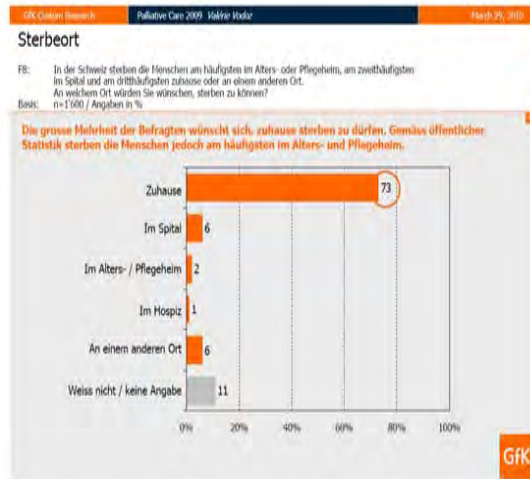 GfK Custom Research Palliative Care 2009 Valérie Vodoz March 29, 2010
Sterbeort
F8: In der Schweiz sterben die Menschen am häufigsten im Alters- oder Pflegeheim, am zweithäufigsten
im Spital und am dritthäufigsten zuhause oder an einem anderen Ort.
An welchem Ort würden Sie wünschen, sterben zu können?
Basis: n=1'600 / Angaben in %
Die grosse Mehrheit der Befragten wünscht sich, zuhause sterben zu dürfen. Gemäss öffentlicher
Statistik sterben die Menschen jedoch am häufigsten im Alters- und Pflegeheim.
Zuhause 73
Im Spital 6
Im Alters- / Pflegeheim 2
Im Hospiz 1
An einem anderen Ort 6
Weiss nicht / keine Angabe 11
0% 20% 40% 60% 80% 100%
GfK